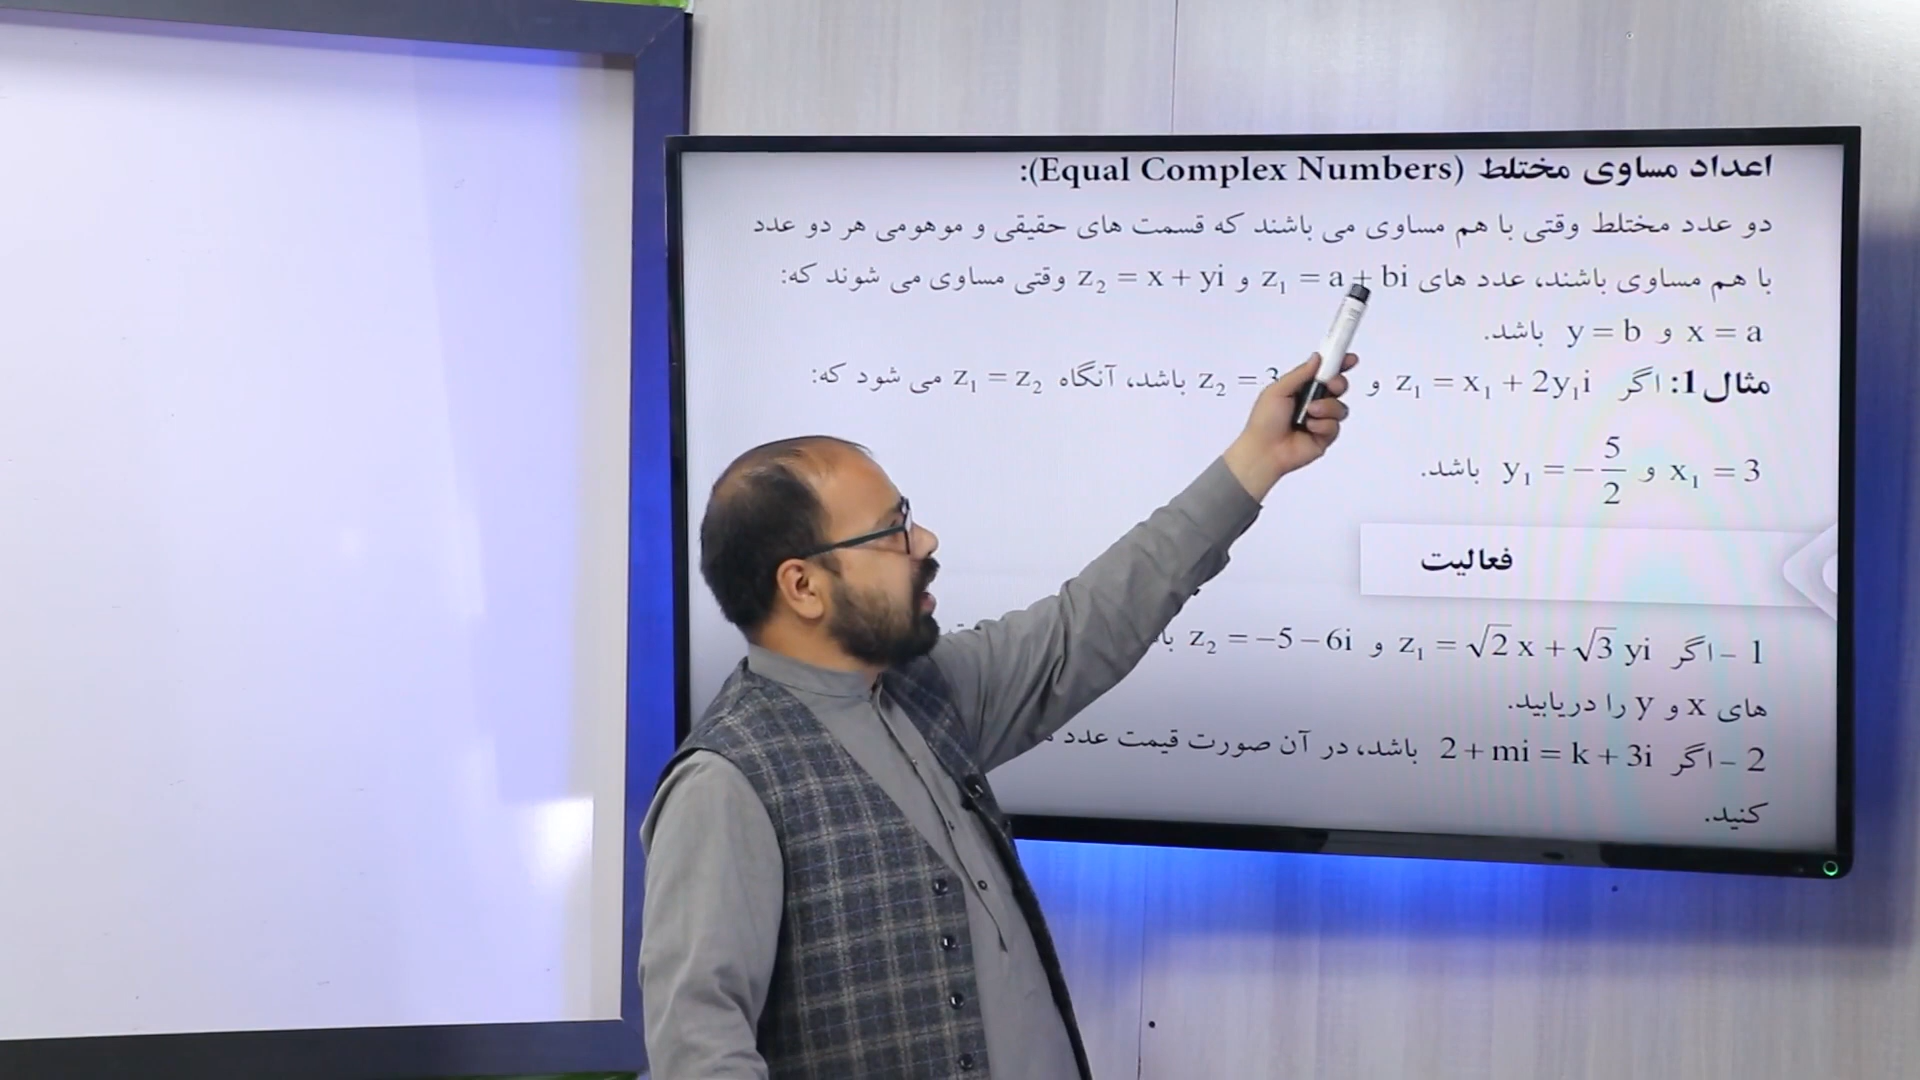 اعداد مساوی مختلط (Equal Complex Numbers):
دو عدد مختلط وقتی با هم مساوی می باشند که قسمت های حقیقی و موهومی هر دو عدد
با هم مساوی باشند، عدد های z₁ = a + bi و z₂ = x + yi وقتی مساوی می شوند که:
x = a و y = b باشد.
مثال 1: اگر z₁ = x₁ + 2y₁i و z₂ = 3 باشد، آنگاه z₁ = z₂ می شود که:
x₁ = 3 و y₁ = −5/2 باشد.
فعالیت
1 – اگر z₁ = √2 x + √3 yi و z₂ = −5 − 6i
های x و y را دریابید.
2 – اگر 2 + mi = k + 3i باشد، در آن صورت قیمت عدد
کنید.